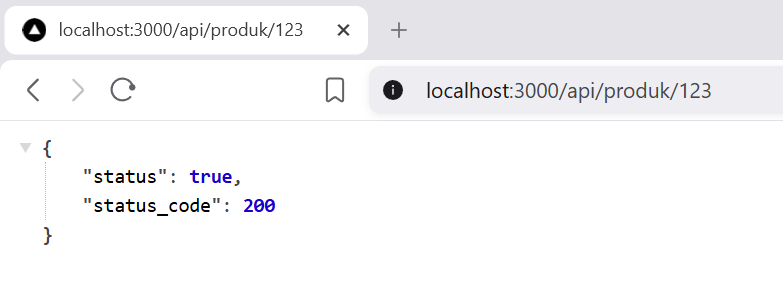 localhost:3000/api/produk/123
localhost:3000/api/produk/123
{
"status": true,
"status_code": 200
}